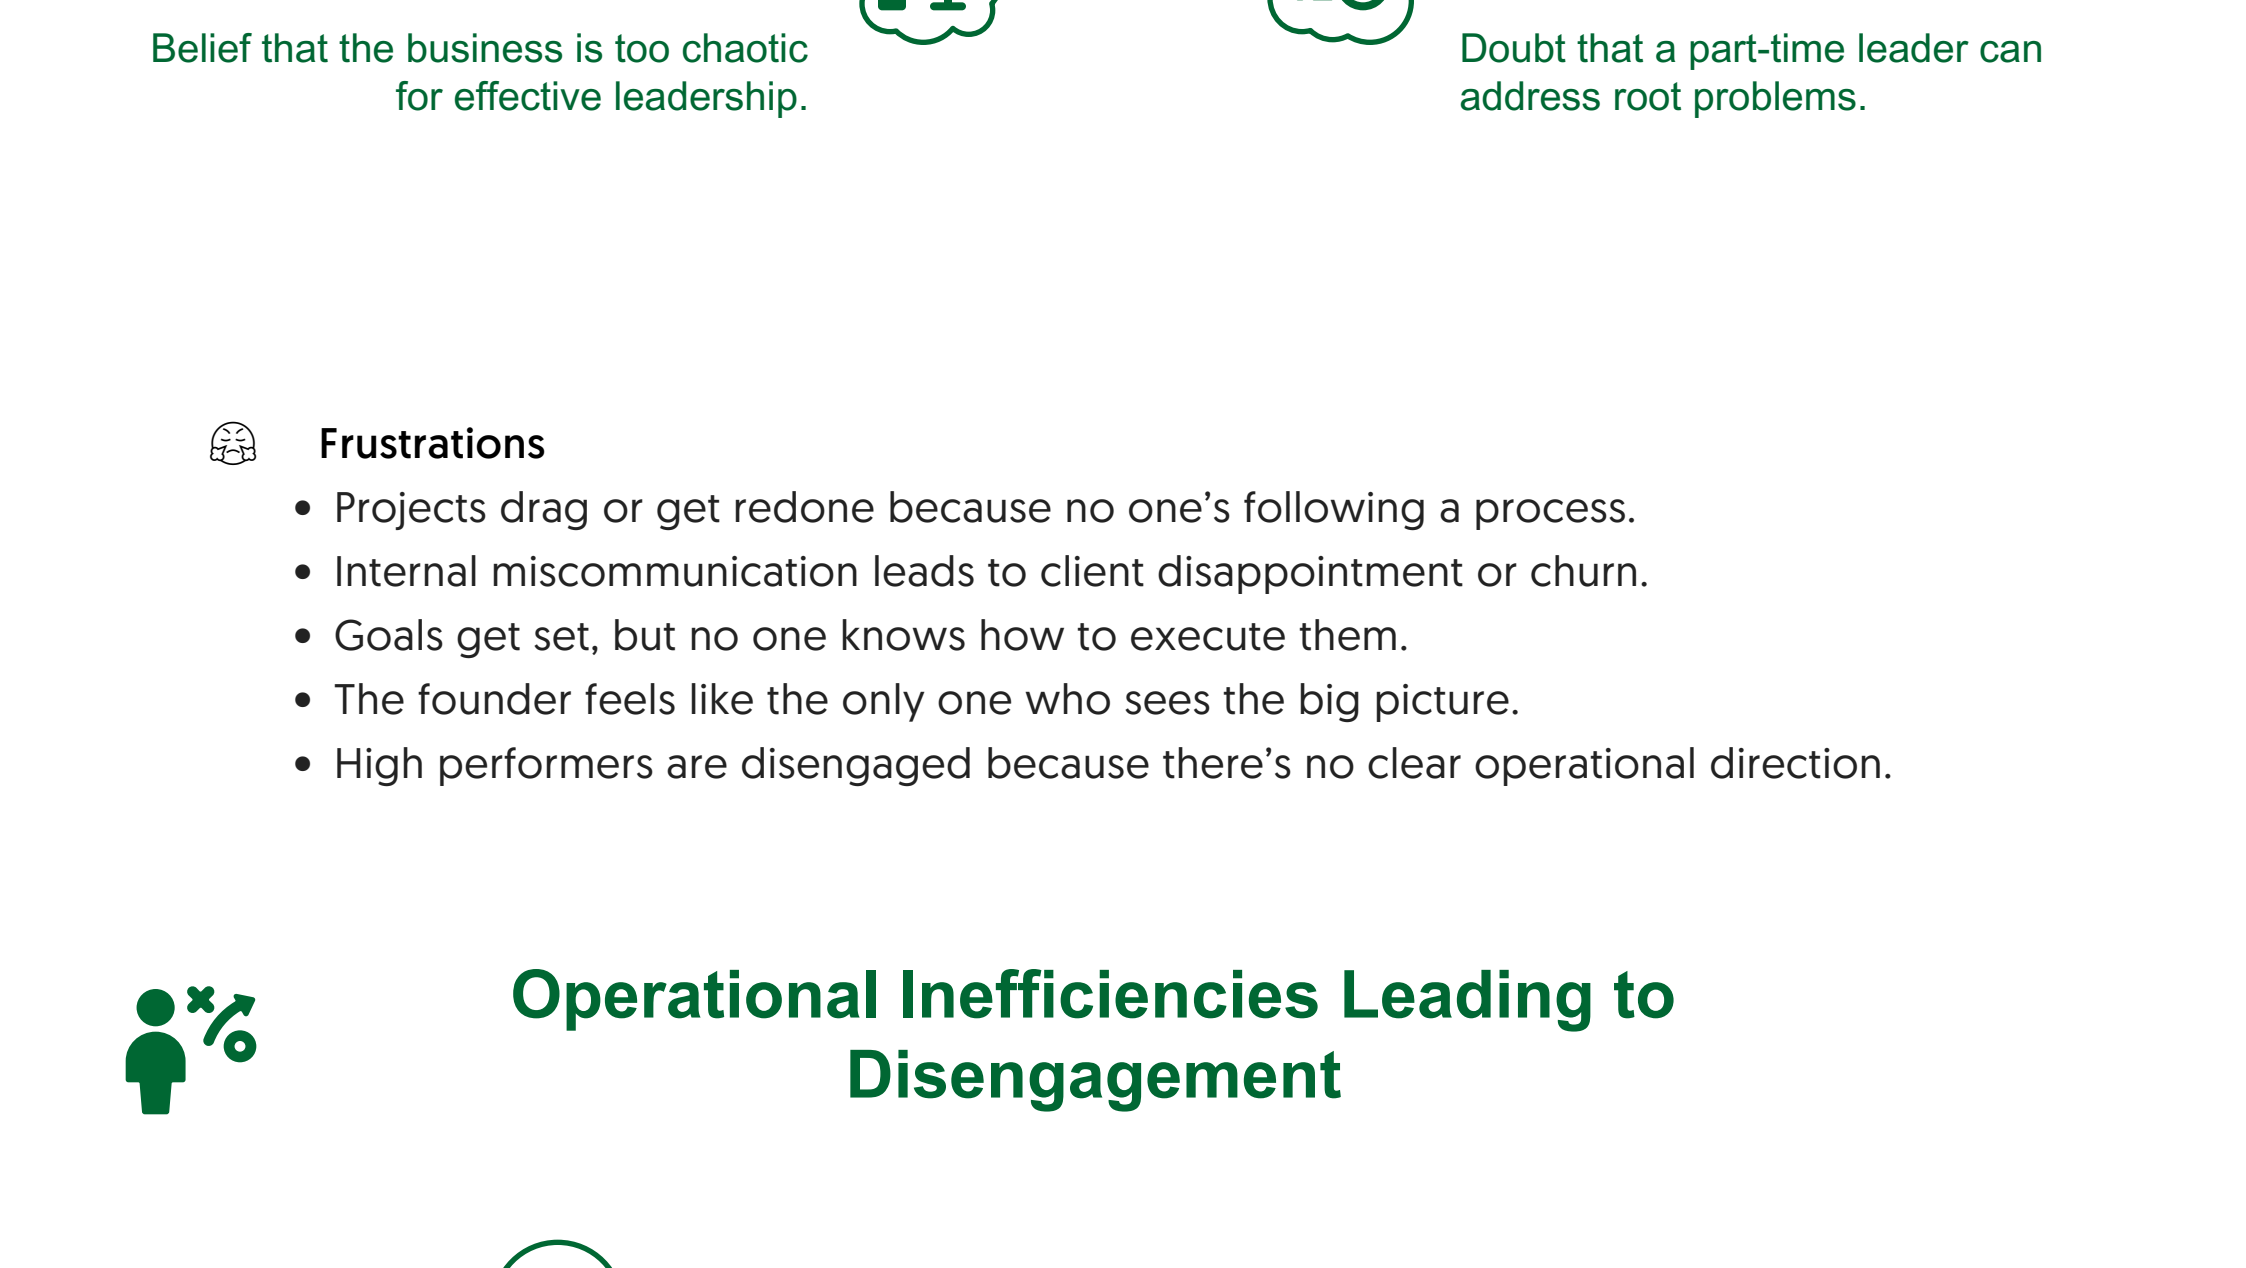 Belief that the business is too chaotic
for effective leadership.
Doubt that a part-time leader can
address root problems.
Frustrations
• Projects drag or get redone because no one’s following a process.
• Internal miscommunication leads to client disappointment or churn.
• Goals get set, but no one knows how to execute them.
• The founder feels like the only one who sees the big picture.
• High performers are disengaged because there’s no clear operational direction.
Operational Inefficiencies Leading to
Disengagement